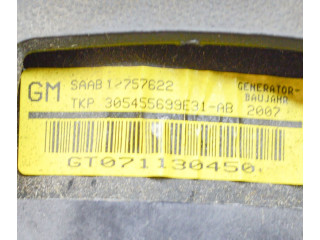 GM SAAB 12757622 GENERATOR-
TKP 305455699E31-AB BAUJAHR
2007
GT071130450